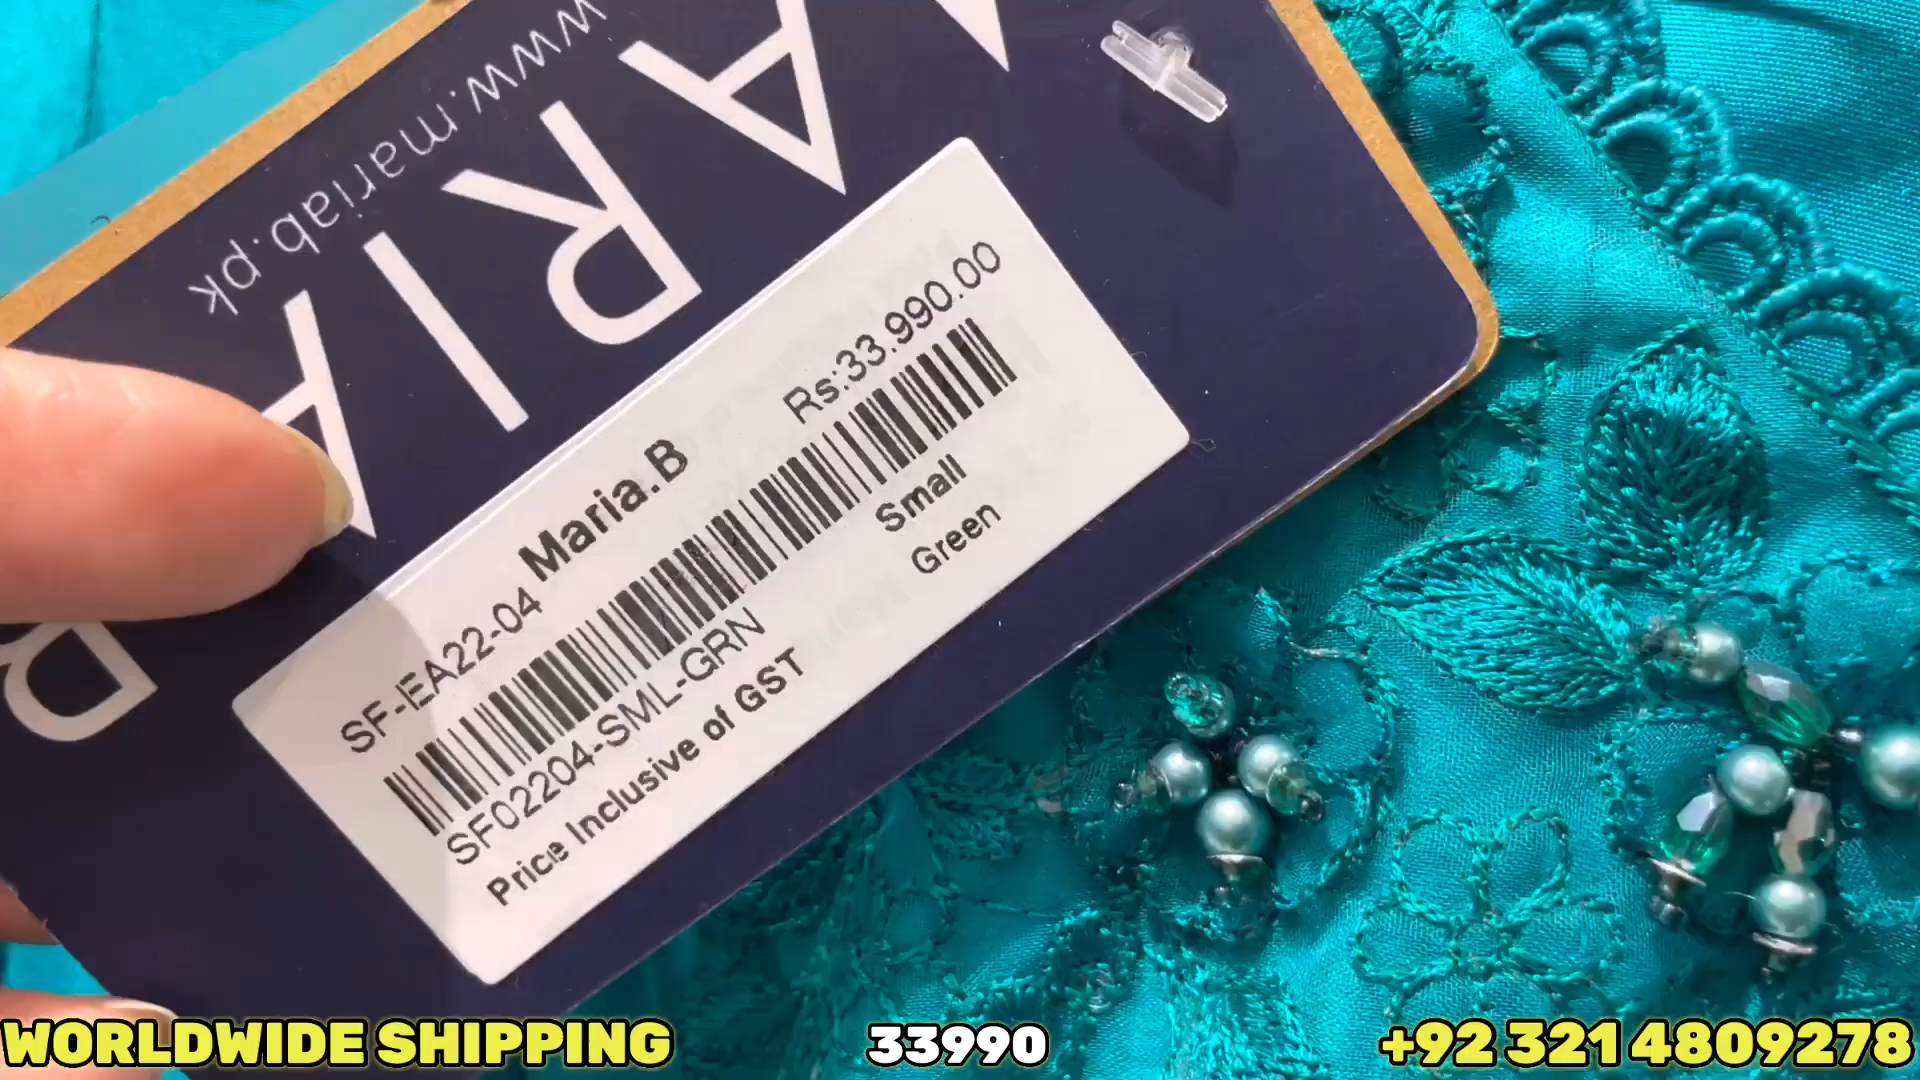 www.mariab.pk
MARIA B
Maria.B
SF-IEA22-04 Rs:33.990.00
SF02204-SML-GRN Small
Price Inclusive of GST Green
WORLDWIDE SHIPPING
33990
+92 321 4809278